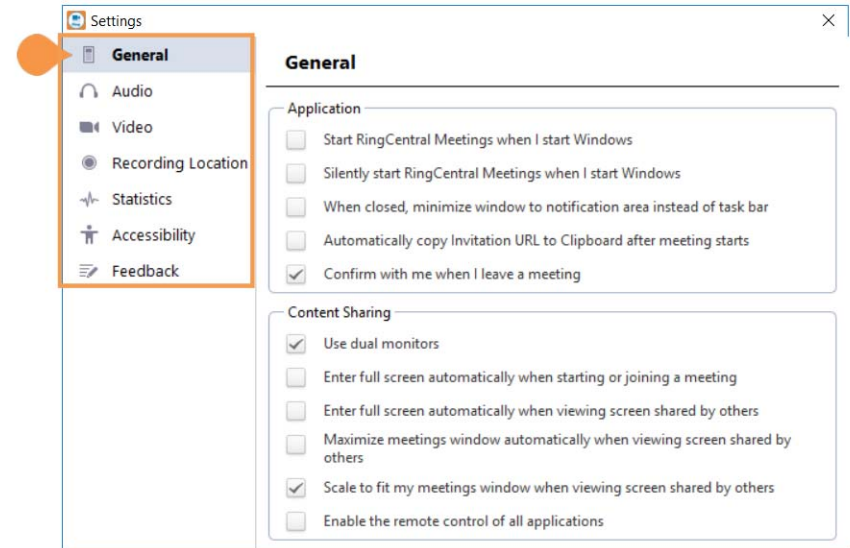 Settings
General
Audio
Video
Recording Location
Statistics
Accessibility
Feedback
General
Application
Start RingCentral Meetings when I start Windows
Silently start RingCentral Meetings when I start Windows
When closed, minimize window to notification area instead of task bar
Automatically copy Invitation URL to Clipboard after meeting starts
Confirm with me when I leave a meeting
Content Sharing
Use dual monitors
Enter full screen automatically when starting or joining a meeting
Enter full screen automatically when viewing screen shared by others
Maximize meetings window automatically when viewing screen shared by
others
Scale to fit my meetings window when viewing screen shared by others
Enable the remote control of all applications